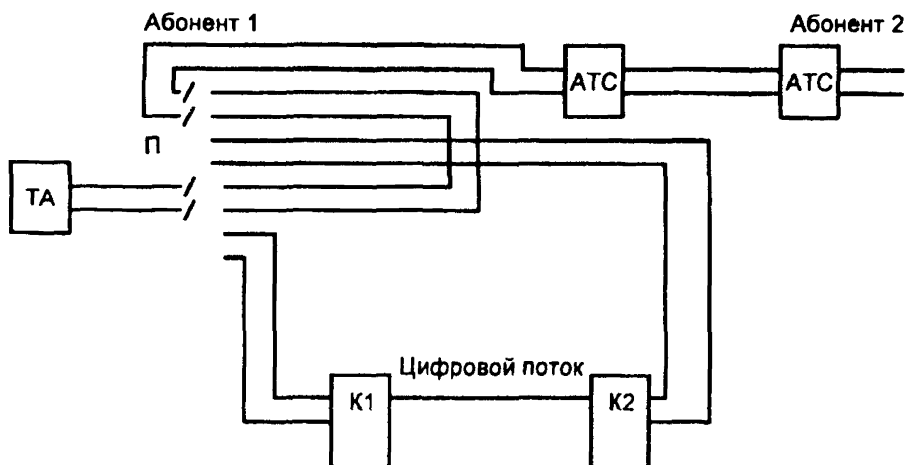 Абонент 1
Абонент 2
АТС
АТС
П
ТА
Цифровой поток
К1
К2